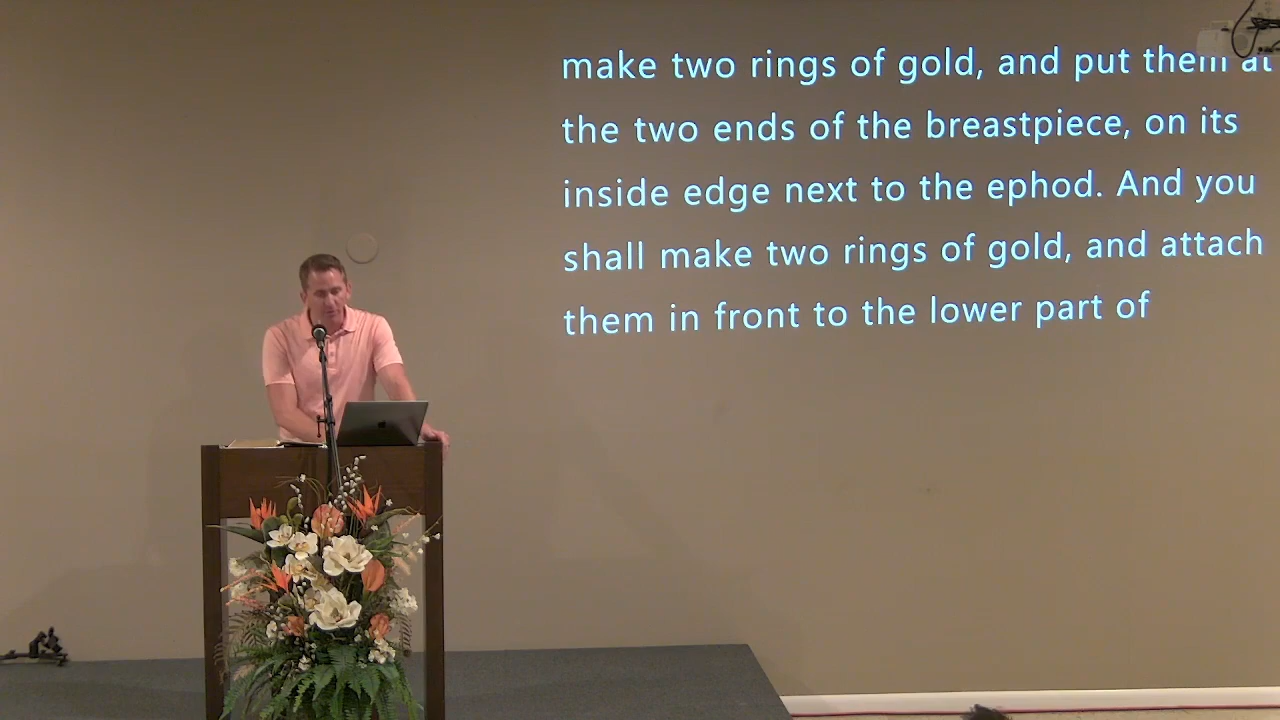 make two rings of gold, and put them at
the two ends of the breastpiece, on its
inside edge next to the ephod. And you
shall make two rings of gold, and attach
them in front to the lower part of